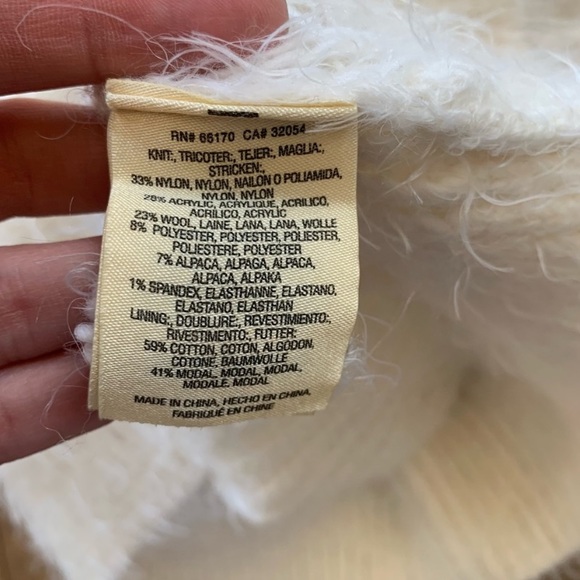 RN# 66170 CA# 32054
KNIT:, TRICOTER:, TEJER:, MAGLIA:,
STRICKEN:,
33% NYLON, NYLON, NAILON O POLIAMIDA,
NYLON, NYLON
28% ACRYLIC, ACRYLIQUE, ACRILICO,
ACRILICO, ACRYLIC
23% WOOL, LAINE, LANA, LANA, WOLLE
8% POLYESTER, POLYESTER, POLIESTER,
POLIESTERE, POLYESTER
7% ALPACA, ALPAGA, ALPACA,
ALPACA, ALPAKA
1% SPANDEX, ELASTHANNE, ELASTANO,
ELASTANO, ELASTHAN
LINING:, DOUBLURE:, REVESTIMIENTO:,
RIVESTIMENTO:, FUTTER:
59% COTTON, COTON, ALGODON,
COTONE, BAUMWOLLE
41% MODAL, MODAL, MODAL,
MODALE, MODAL
MADE IN CHINA, HECHO EN CHINA,
FABRIQUÉ EN CHINE